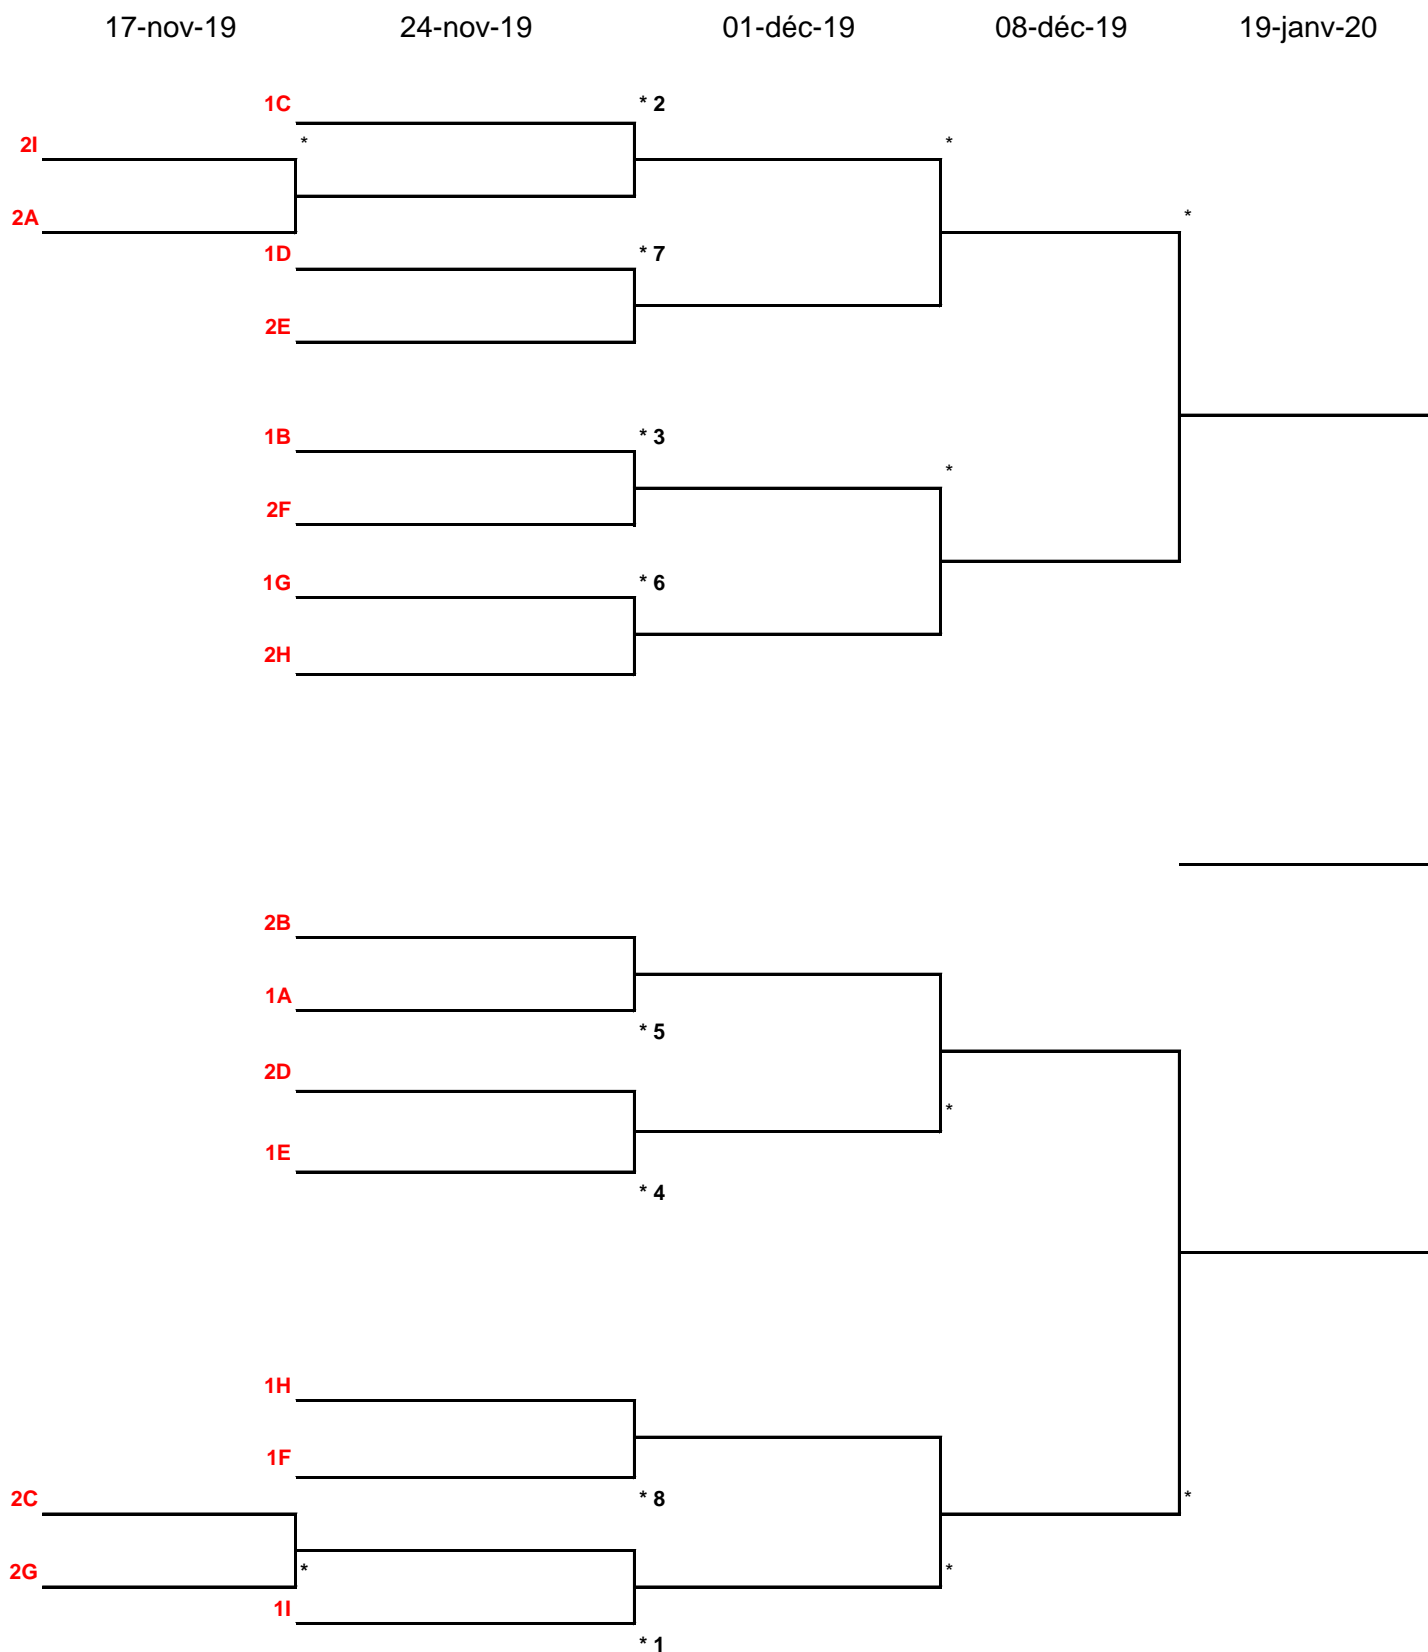 17-nov-19 24-nov-19 01-déc-19 08-déc-19 19-janv-20
1C * 2
2I * *
2A *
1D * 7
2E
1B * 3
*
2F
1G * 6
2H
2B
1A
* 5
2D
*
1E
* 4
1H
1F
2C * 8 *
2G * *
1I
* 1